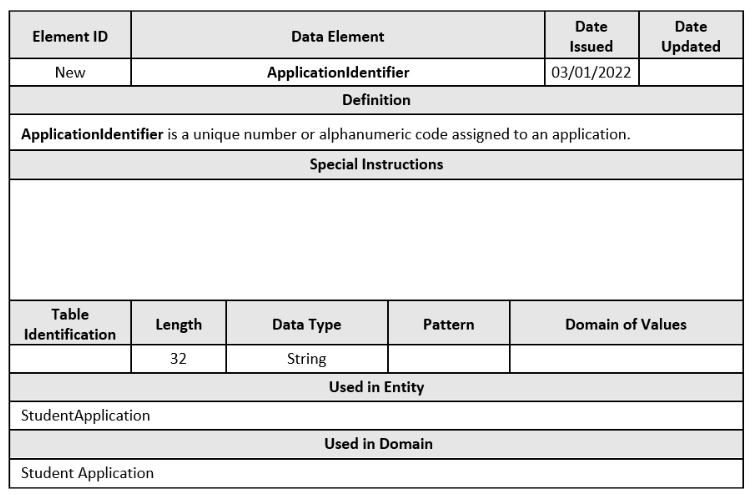 Element ID Data Element Date Issued Date Updated
New ApplicationIdentifier 03/01/2022
Definition
ApplicationIdentifier is a unique number or alphanumeric code assigned to an application.
Special Instructions
Table Identification Length Data Type Pattern Domain of Values
32 String
Used in Entity
StudentApplication
Used in Domain
Student Application